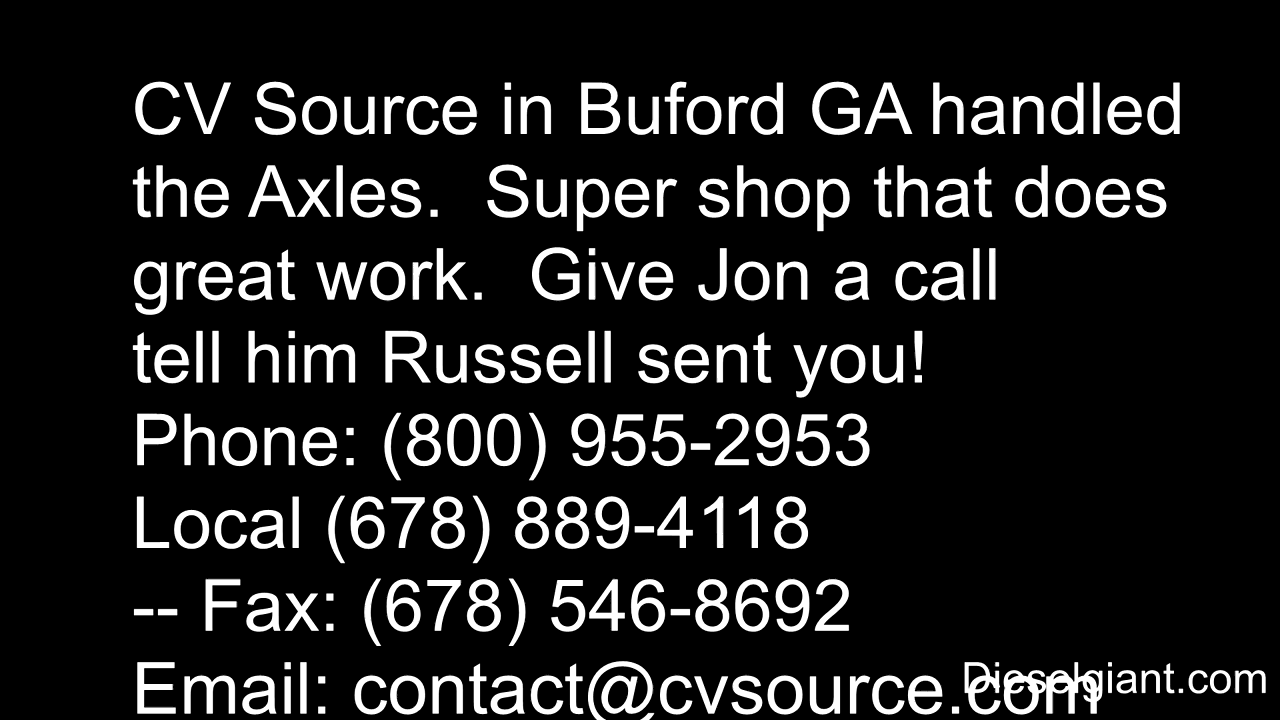 CV Source in Buford GA handled
the Axles.  Super shop that does
great work.  Give Jon a call
tell him Russell sent you!
Phone: (800) 955-2953
Local (678) 889-4118
-- Fax: (678) 546-8692
Email: contact@cvsource.com
Dieselgiant.com